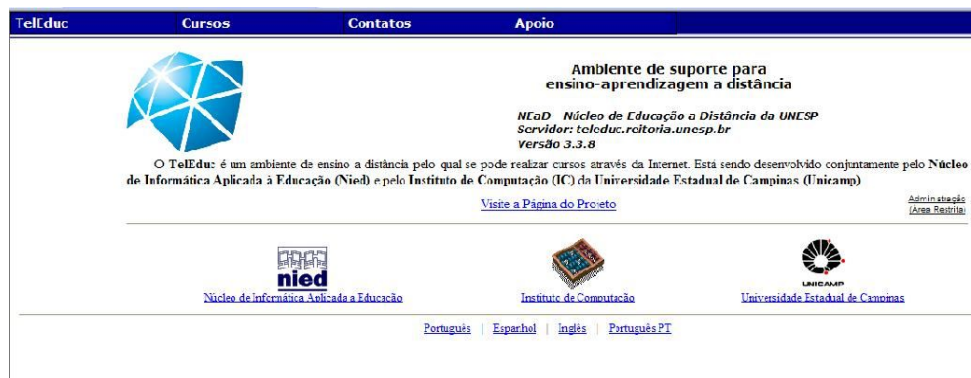 TelEduc Cursos Contatos Apoio
Ambiente de suporte para
ensino-aprendizagem a distância
NEaD Núcleo de Educação a Distância da UNESP
Servidor: teleduc.reitoria.unesp.br
Versão 3.3.8
O TelEduc é um ambiente de ensino a distância pelo qual se pode realizar cursos através da Internet. Está sendo desenvolvido conjuntamente pelo Núcleo
de Informática Aplicada à Educação (Nied) e pelo Instituto de Computação (IC) da Universidade Estadual de Campinas (Unicamp)
Visite a Página do Projeto
Administração
(Área Restrita)
nied
UNICAMP
Núcleo de Informática Aplicada a Educação Instituto de Computação Universidade Estadual de Campinas
Português | Espanhol | Inglês | Português PT